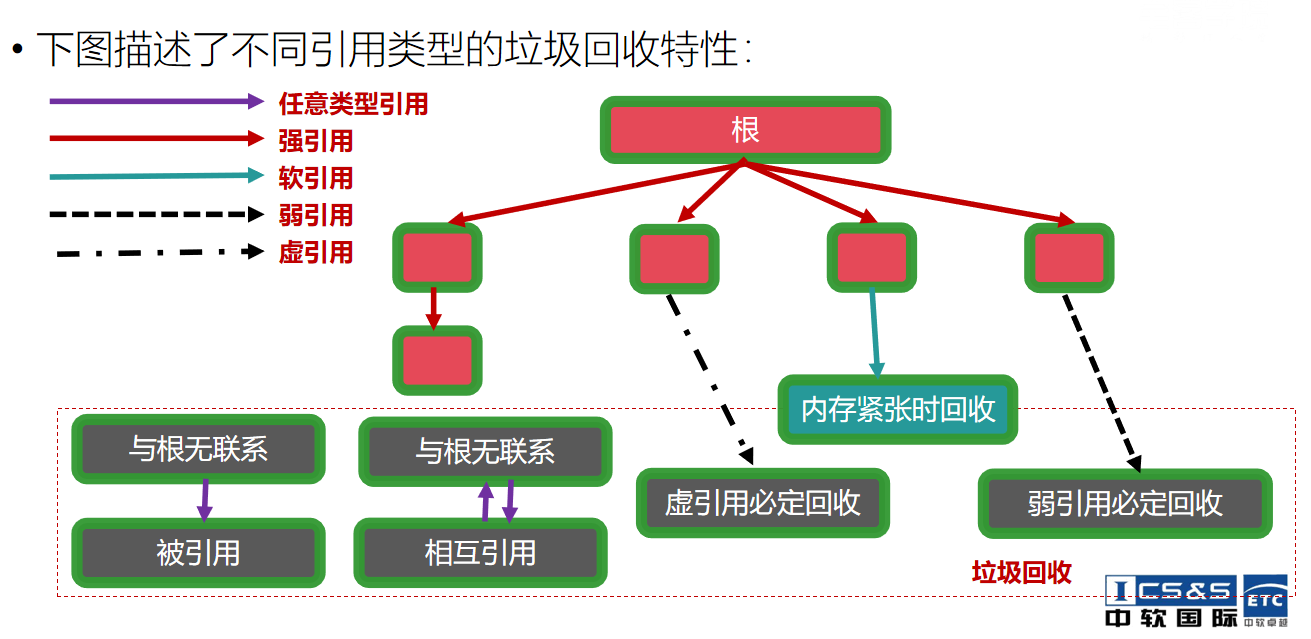 • 下图描述了不同引用类型的垃圾回收特性：
任意类型引用
强引用
软引用
弱引用
虚引用
根
内存紧张时回收
与根无联系
与根无联系
虚引用必定回收
弱引用必定回收
被引用
相互引用
垃圾回收
ICS&S
ETC
中软国际
中软卓越